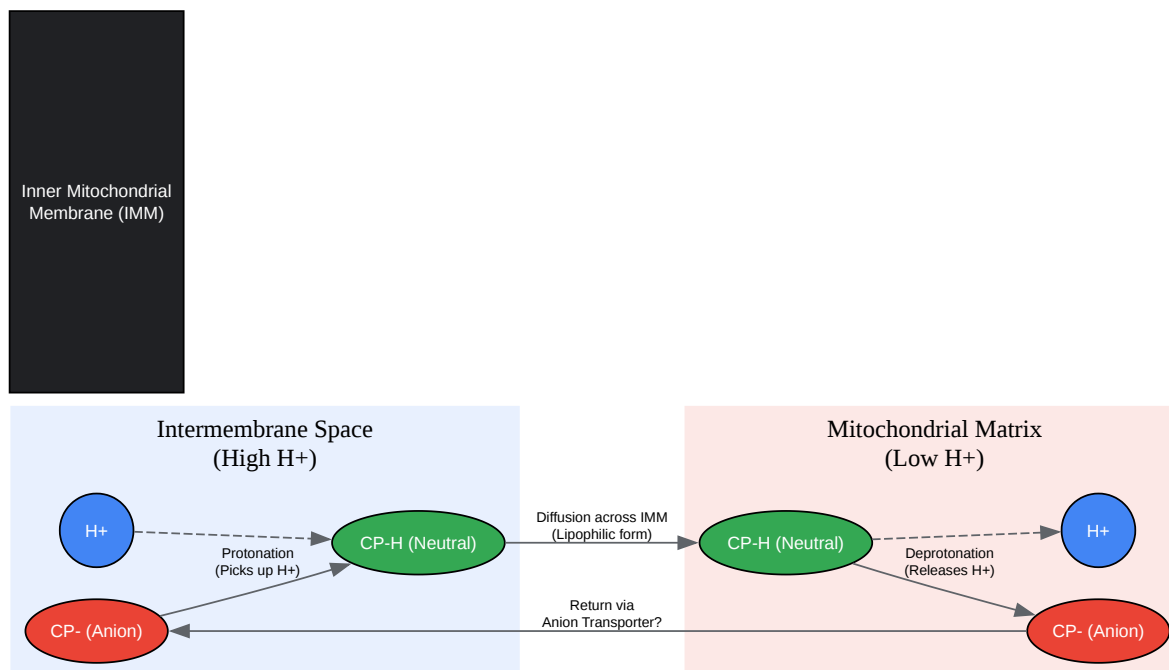 Inner Mitochondrial
Membrane (IMM)
Intermembrane Space
(High H+)
Mitochondrial Matrix
(Low H+)
H+
Protonation
(Picks up H+)
CP-H (Neutral)
CP- (Anion)
Diffusion across IMM
(Lipophilic form)
CP-H (Neutral)
Deprotonation
(Releases H+)
H+
CP- (Anion)
Return via
Anion Transporter?